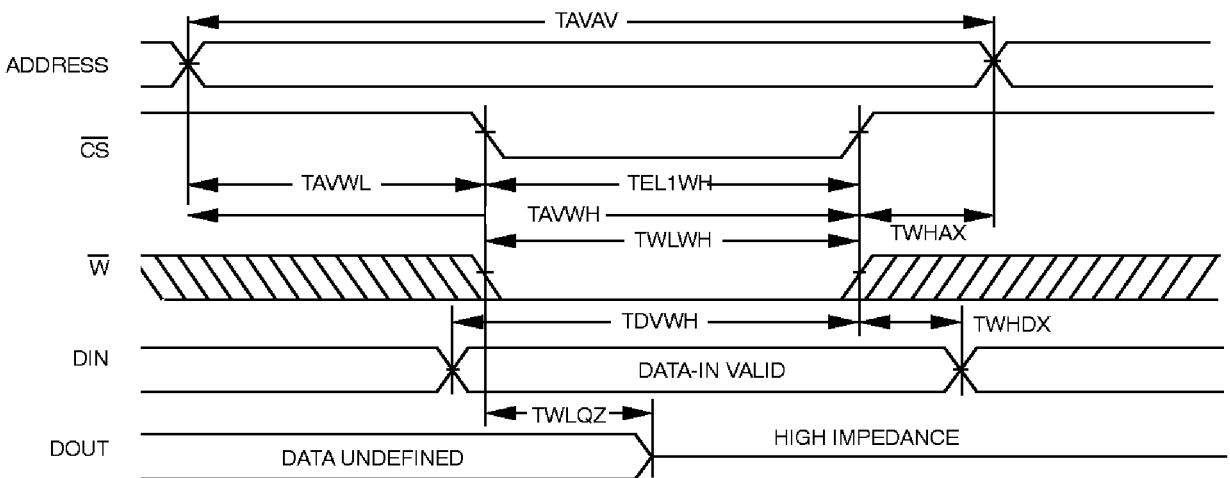 TAVAV
ADDRESS
CS
TAVWL
TEL1WH
TAVWH
TWHAX
TWLWH
W
TDVWH
TWHDX
DIN
DATA-IN VALID
TWLQZ
DOUT
DATA UNDEFINED
HIGH IMPEDANCE